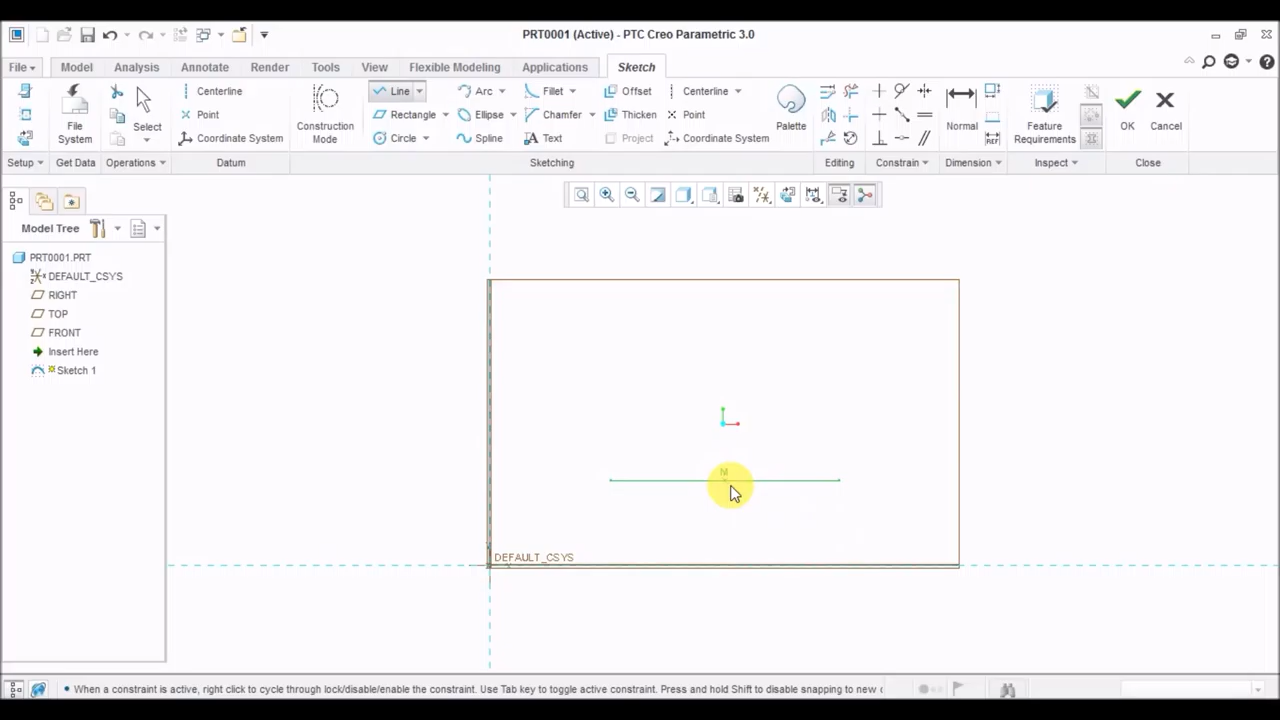 PRT0001 (Active) - PTC Creo Parametric 3.0
File Model Analysis Annotate Render Tools View Flexible Modeling Applications Sketch
Centerline Line Arc Fillet Offset Centerline
Point Rectangle Ellipse Chamfer Thicken Point
File System Select Coordinate System Construction Mode Circle Spline Text Project Coordinate System Palette Normal Feature Requirements OK Cancel
Setup Get Data Operations Datum Sketching Editing Constrain Dimension Inspect Close
Model Tree
PRT0001.PRT
DEFAULT_CSYS
RIGHT
TOP
FRONT
Insert Here
Sketch 1
M
DEFAULT_CSYS
• When a constraint is active, right click to cycle through lock/disable/enable the constraint. Use Tab key to toggle active constraint. Press and hold Shift to disable snapping to new c